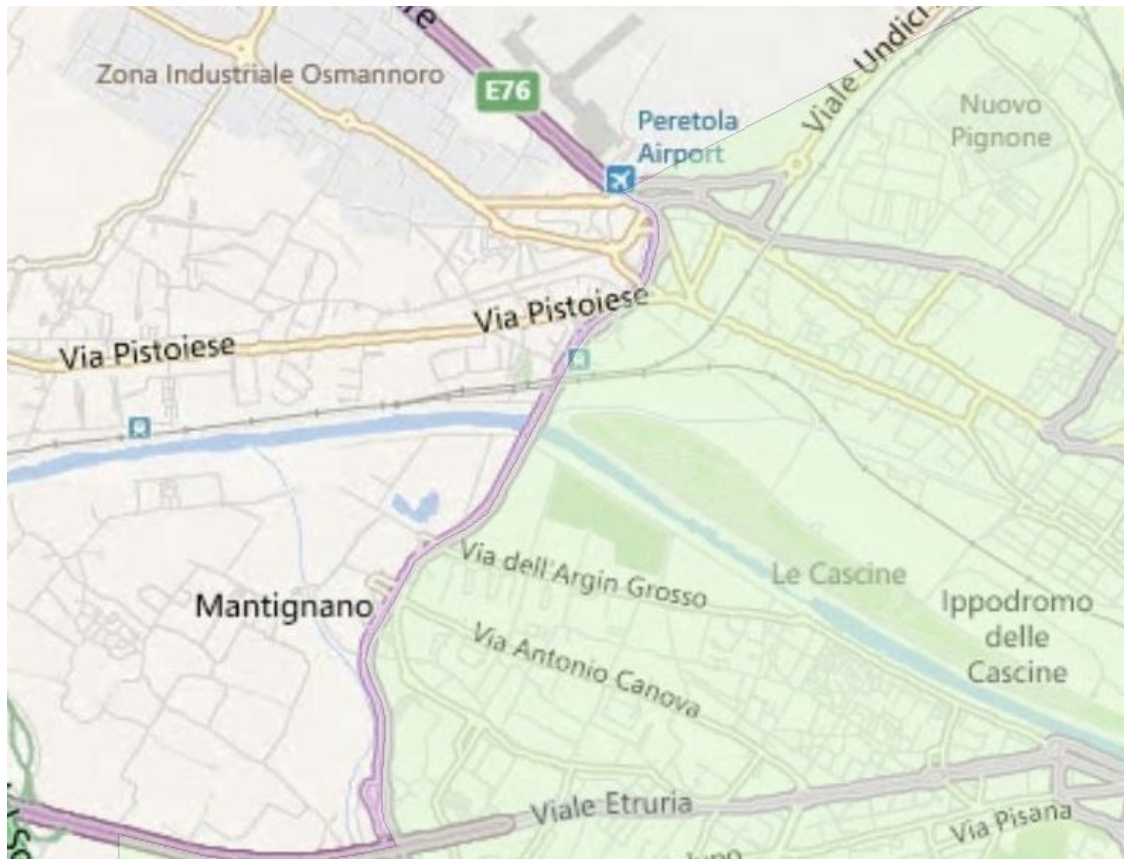 Zona Industriale Osmannoro
E76
Peretola
Airport
Viale Undici
Nuovo
Pignone
Via Pistoiese
Via Pistoiese
Via dell'Argin Grosso
Le Cascine
Mantignano
Ippodromo
delle
Cascine
Via Antonio Canova
Viale Etruria
Via Pisana